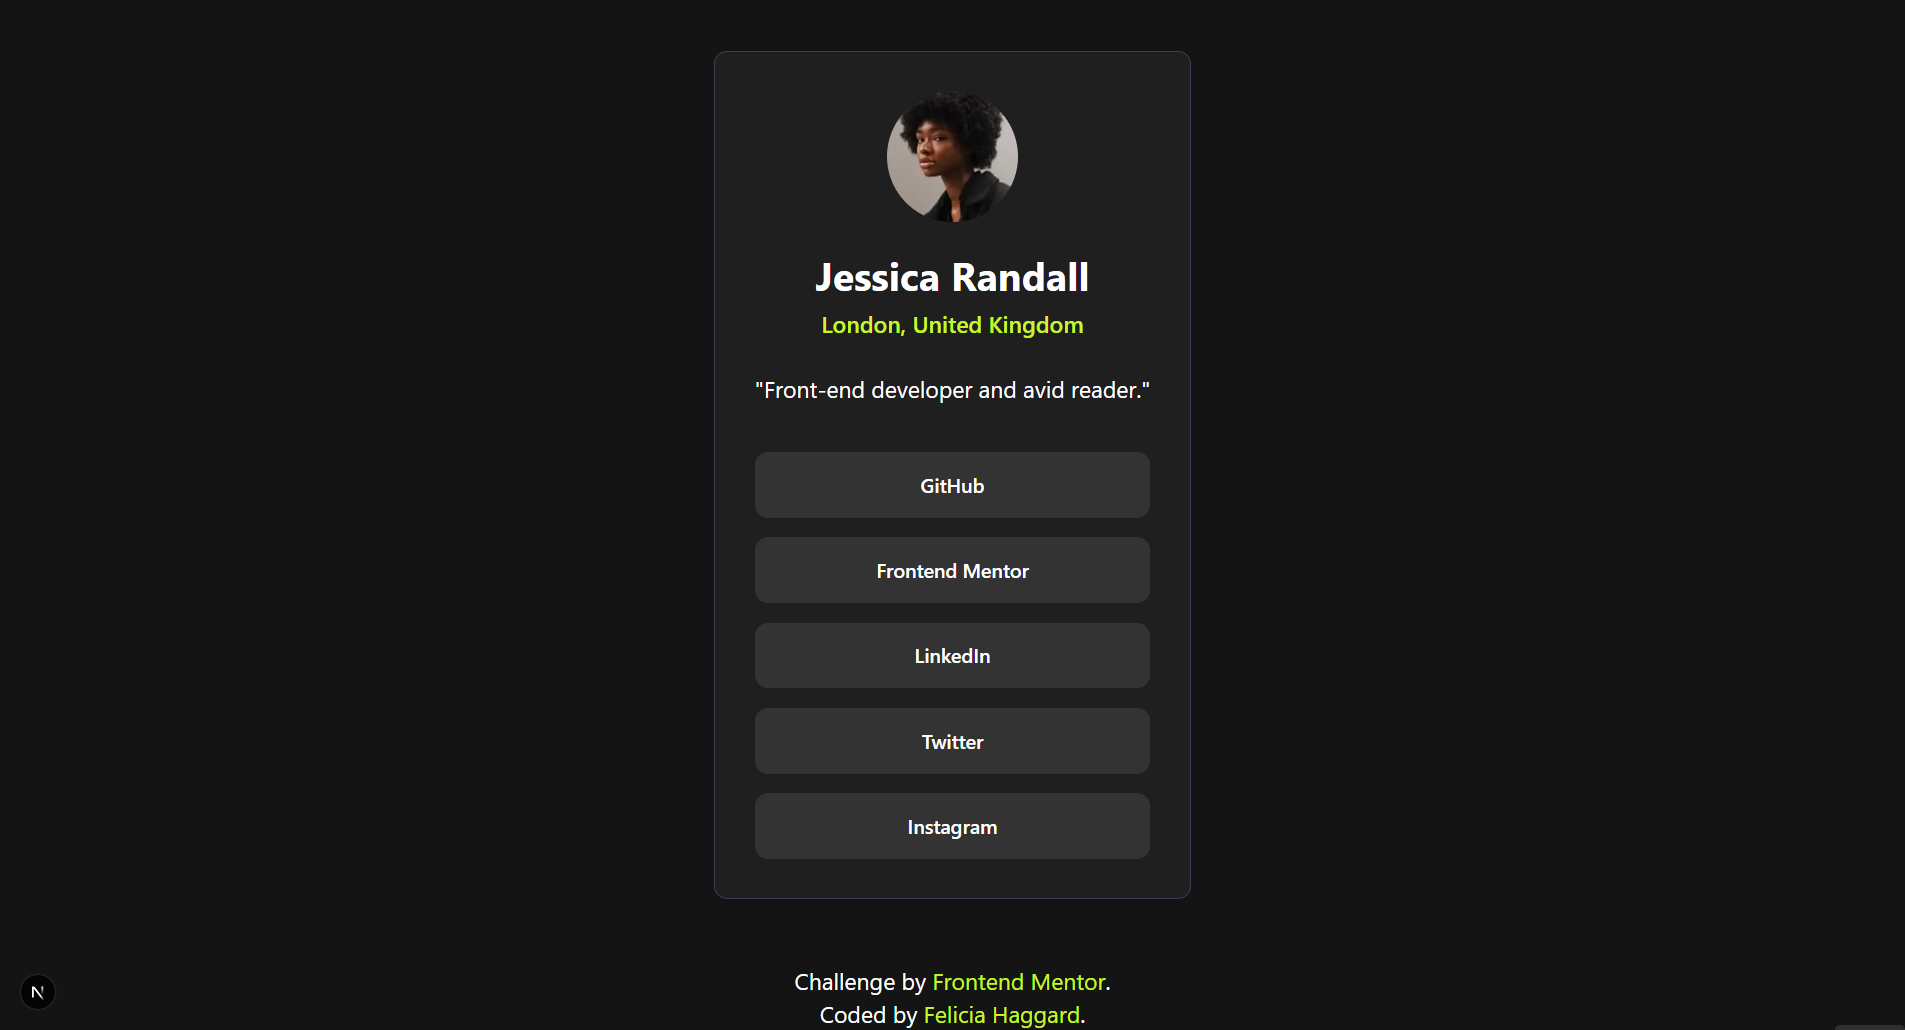 Jessica Randall
London, United Kingdom
"Front-end developer and avid reader."
GitHub
Frontend Mentor
LinkedIn
Twitter
Instagram
Challenge by Frontend Mentor.
Coded by Felicia Haggard.
N